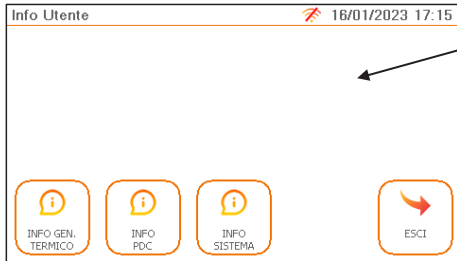 Info Utente 16/01/2023 17:15
INFO GEN.
TERMICO
INFO
PDC
INFO
SISTEMA
ESCI